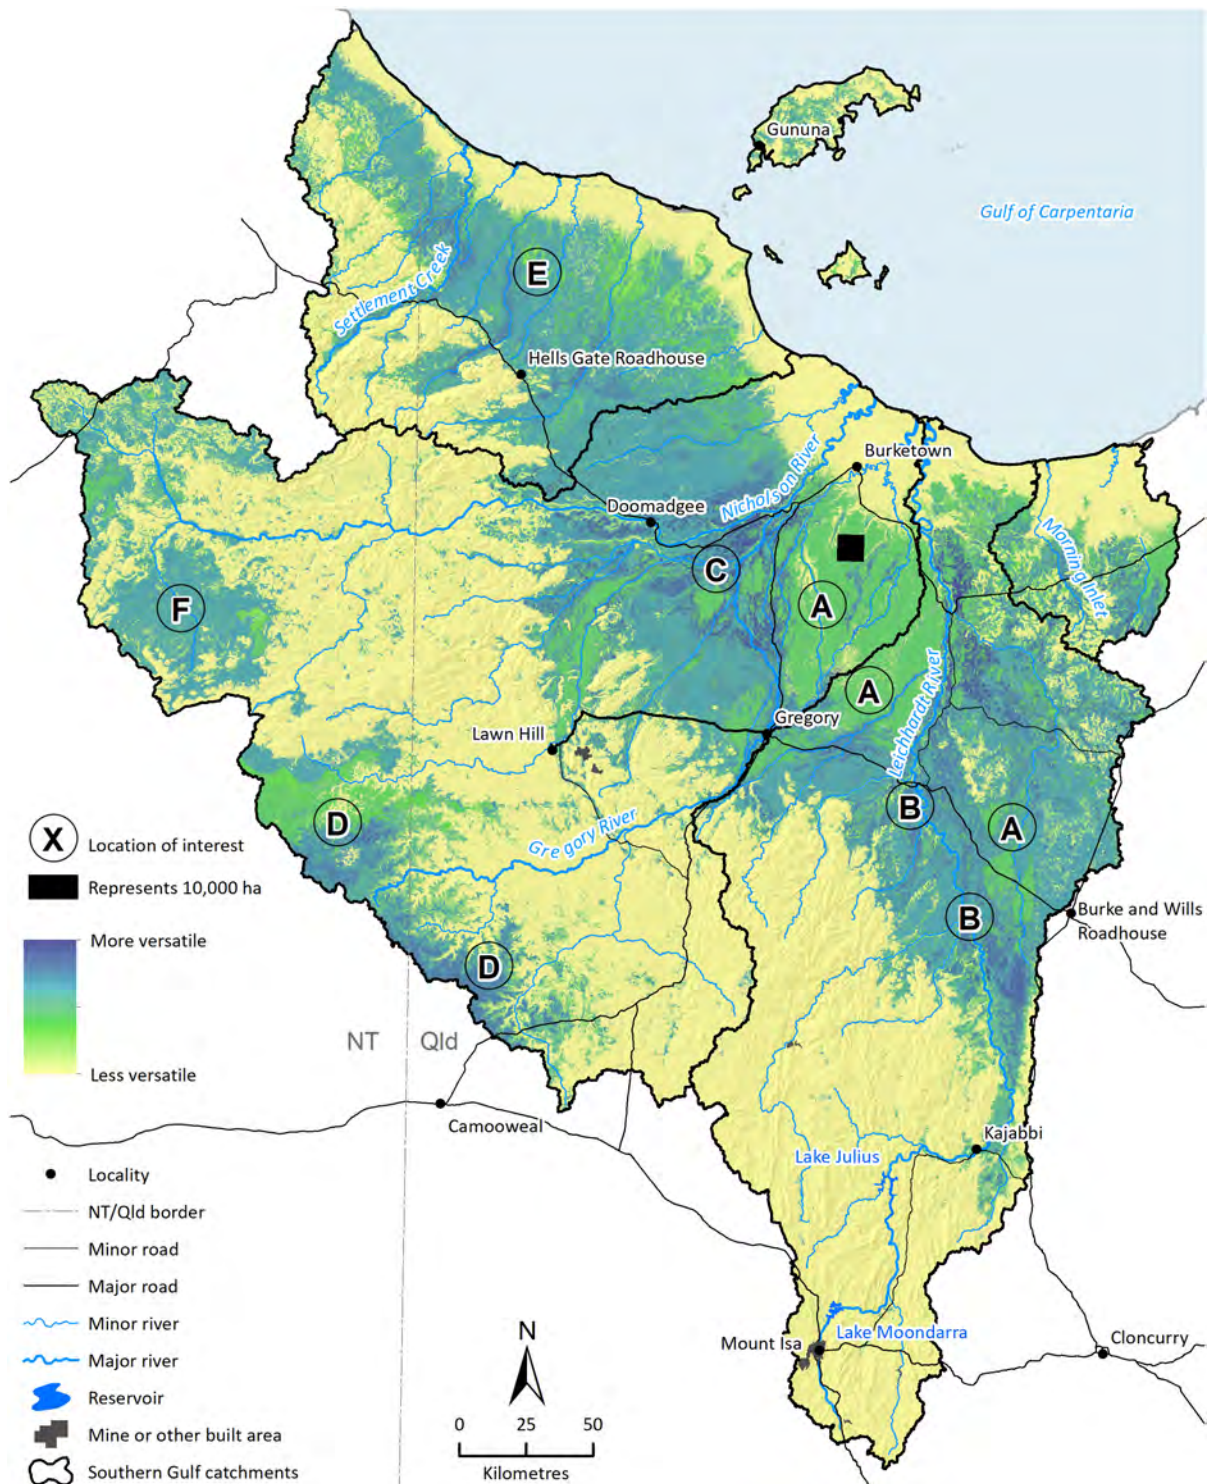 Gununa
Gulf of Carpentaria
E
Settlement Creek
Hells Gate Roadhouse
Burketown
Nicholson River
Doomadgee
Morning Inlet
C
F
A
A
Leichhardt River
Gregory
Lawn Hill
B
A
D
Gregory River
B
Burke and Wills
Roadhouse
D
X Location of interest
Represents 10,000 ha
More versatile
Less versatile
NT Qld
Camooweal
Kajabbi
Lake Julius
Locality
NT/Qld border
Minor road
Major road
Minor river
Major river
Reservoir
Mine or other built area
Southern Gulf catchments
N
0 25 50
Kilometres
Mount Isa
Lake Moondarra
Cloncurry